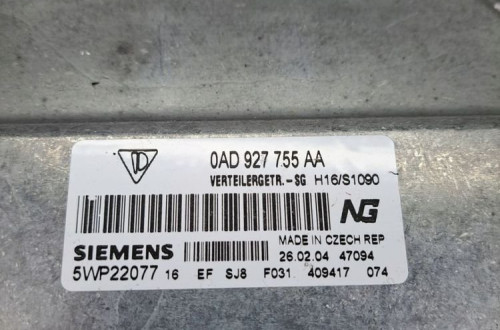 0AD 927 755 AA
VERTEILERGETR.-SG H16/S1090
NG
SIEMENS
MADE IN CZECH REP
26.02.04 47094
5WP22077 16 EF SJ8 F031 409417 074